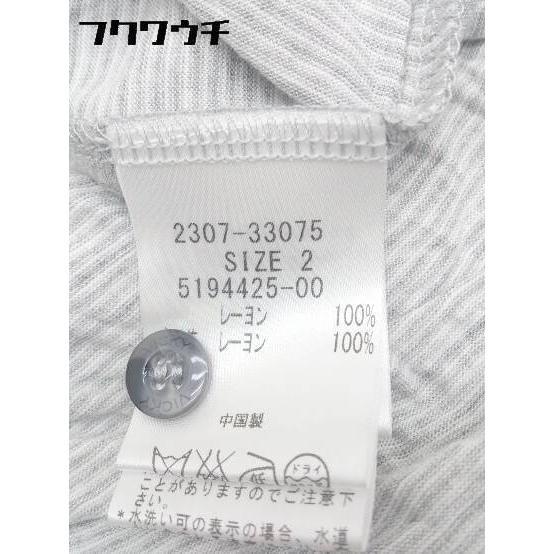 フクワウチ
2307-33075
SIZE 2
5194425-00
レーヨン 100%
レーヨン 100%
VICKY
中国製
ドライ
ことがありますのでご注意下
さい。
*水洗い可の表示の場合、水道